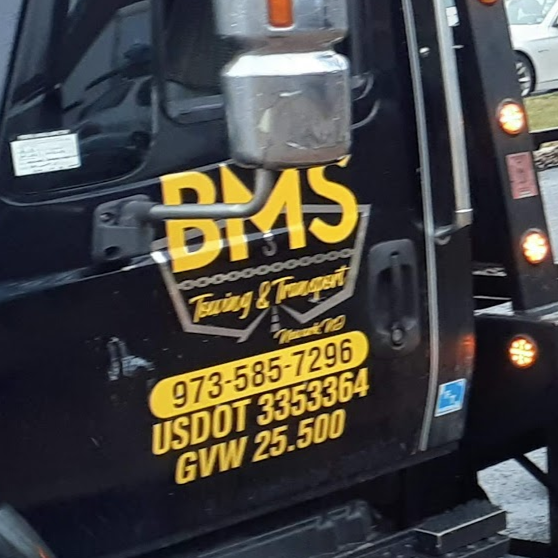 BMS
Towing & Transport
Newark NJ
973-585-7296
USDOT 3353364
GVW 25.500